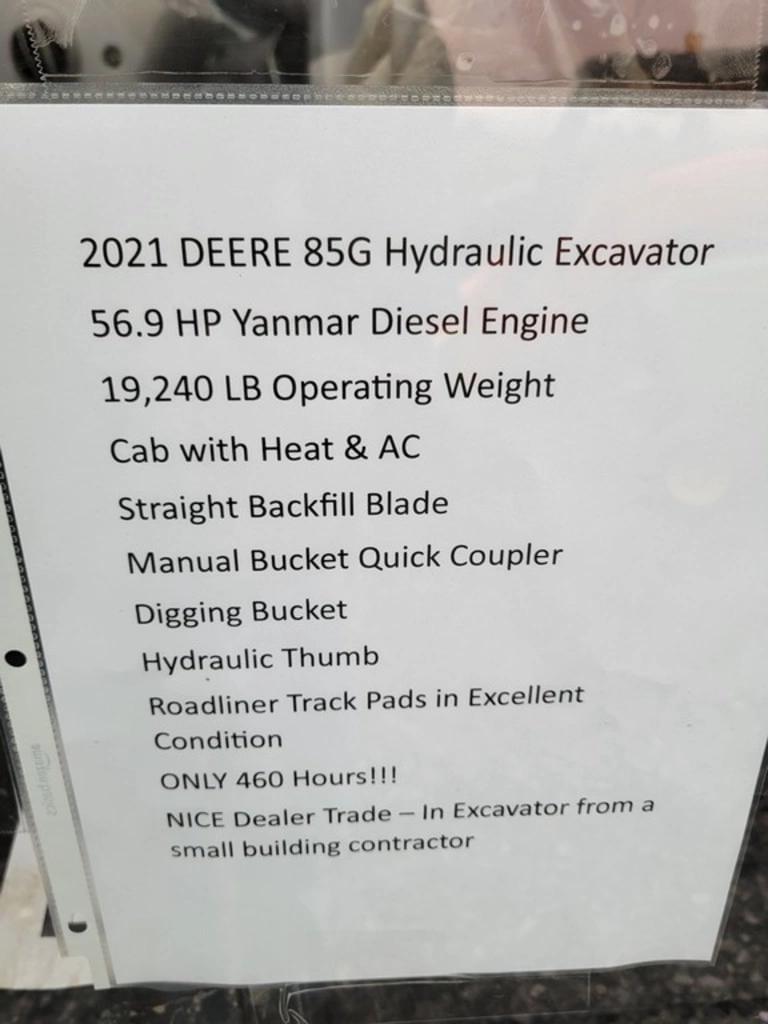 2021 DEERE 85G Hydraulic Excavator
56.9 HP Yanmar Diesel Engine
19,240 LB Operating Weight
Cab with Heat & AC
Straight Backfill Blade
Manual Bucket Quick Coupler
Digging Bucket
Hydraulic Thumb
Roadliner Track Pads in Excellent
Condition
ONLY 460 Hours!!!
NICE Dealer Trade – In Excavator from a
small building contractor